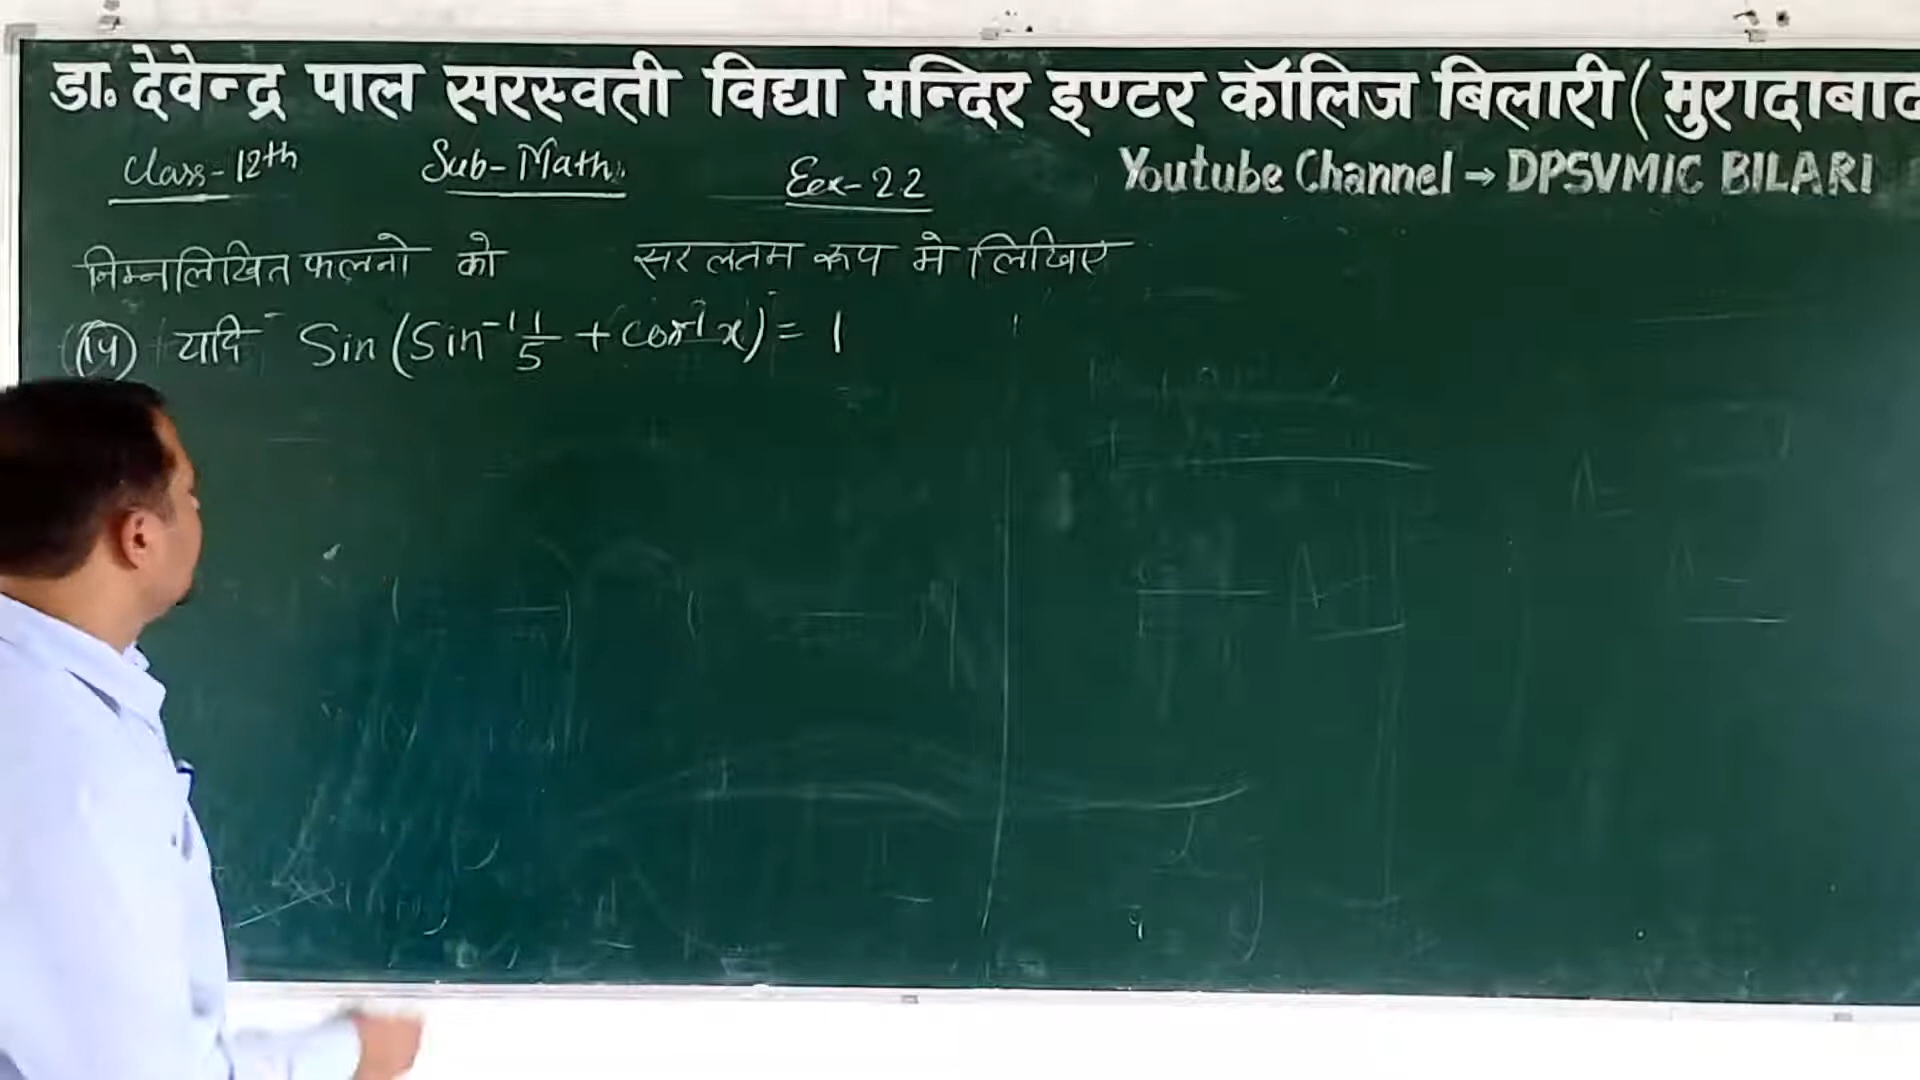 डा. देवेन्द्र पाल सरस्वती विद्या मन्दिर इण्टर कॉलिज बिलारी (मुरादाबाद
Class-12th Sub-Math Exe-2.2 Youtube Channel → DPSVMIC BILARI
निम्नलिखित फलनो को सरलतम रूप मे लिखिए
(14) यदि Sin(Sin⁻¹ 1/5 + Cos⁻¹ x) = 1